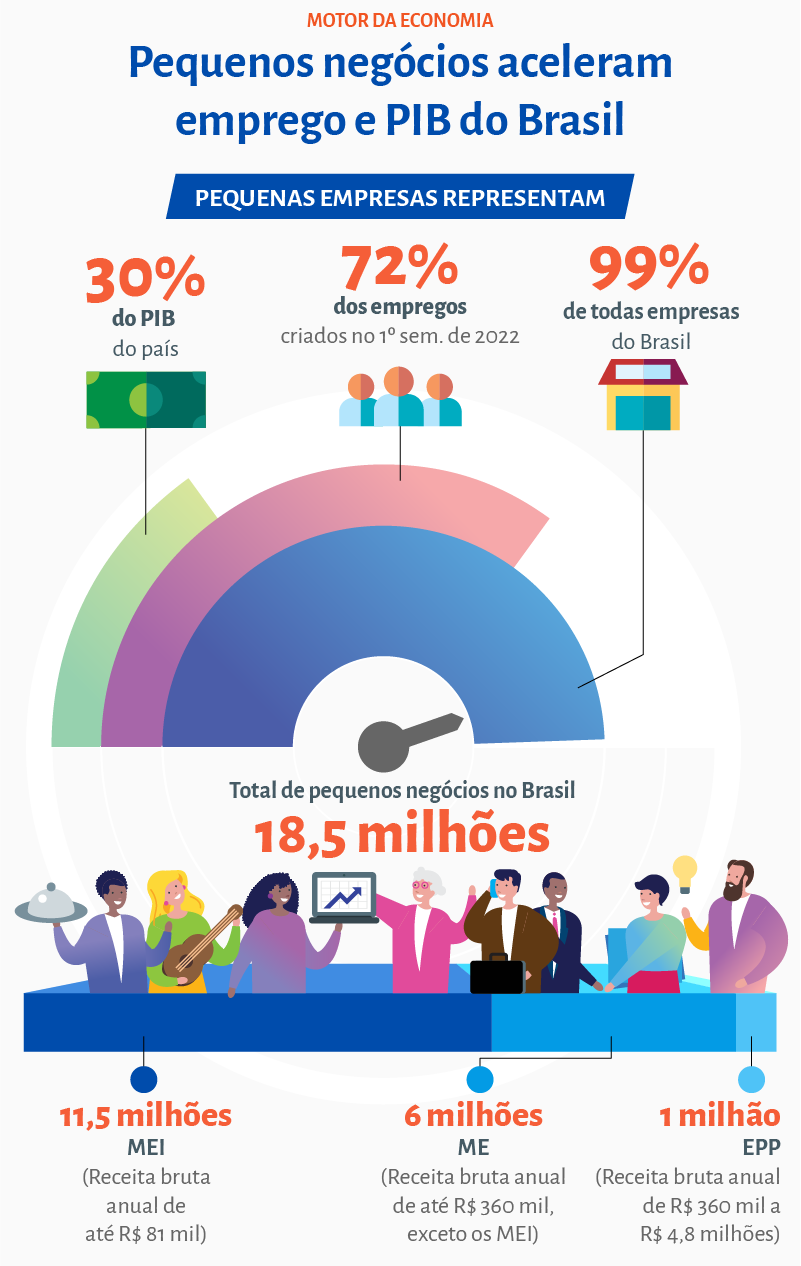 MOTOR DA ECONOMIA
Pequenos negócios aceleram
emprego e PIB do Brasil
PEQUENAS EMPRESAS REPRESENTAM
30%
do PIB
do país
72%
dos empregos
criados no 1º sem. de 2022
99%
de todas empresas
do Brasil
Total de pequenos negócios no Brasil
18,5 milhões
11,5 milhões
MEI
(Receita bruta
anual de
até R$ 81 mil)
6 milhões
ME
(Receita bruta anual
de até R$ 360 mil,
exceto os MEI)
1 milhão
EPP
(Receita bruta anual
de R$ 360 mil a
R$ 4,8 milhões)